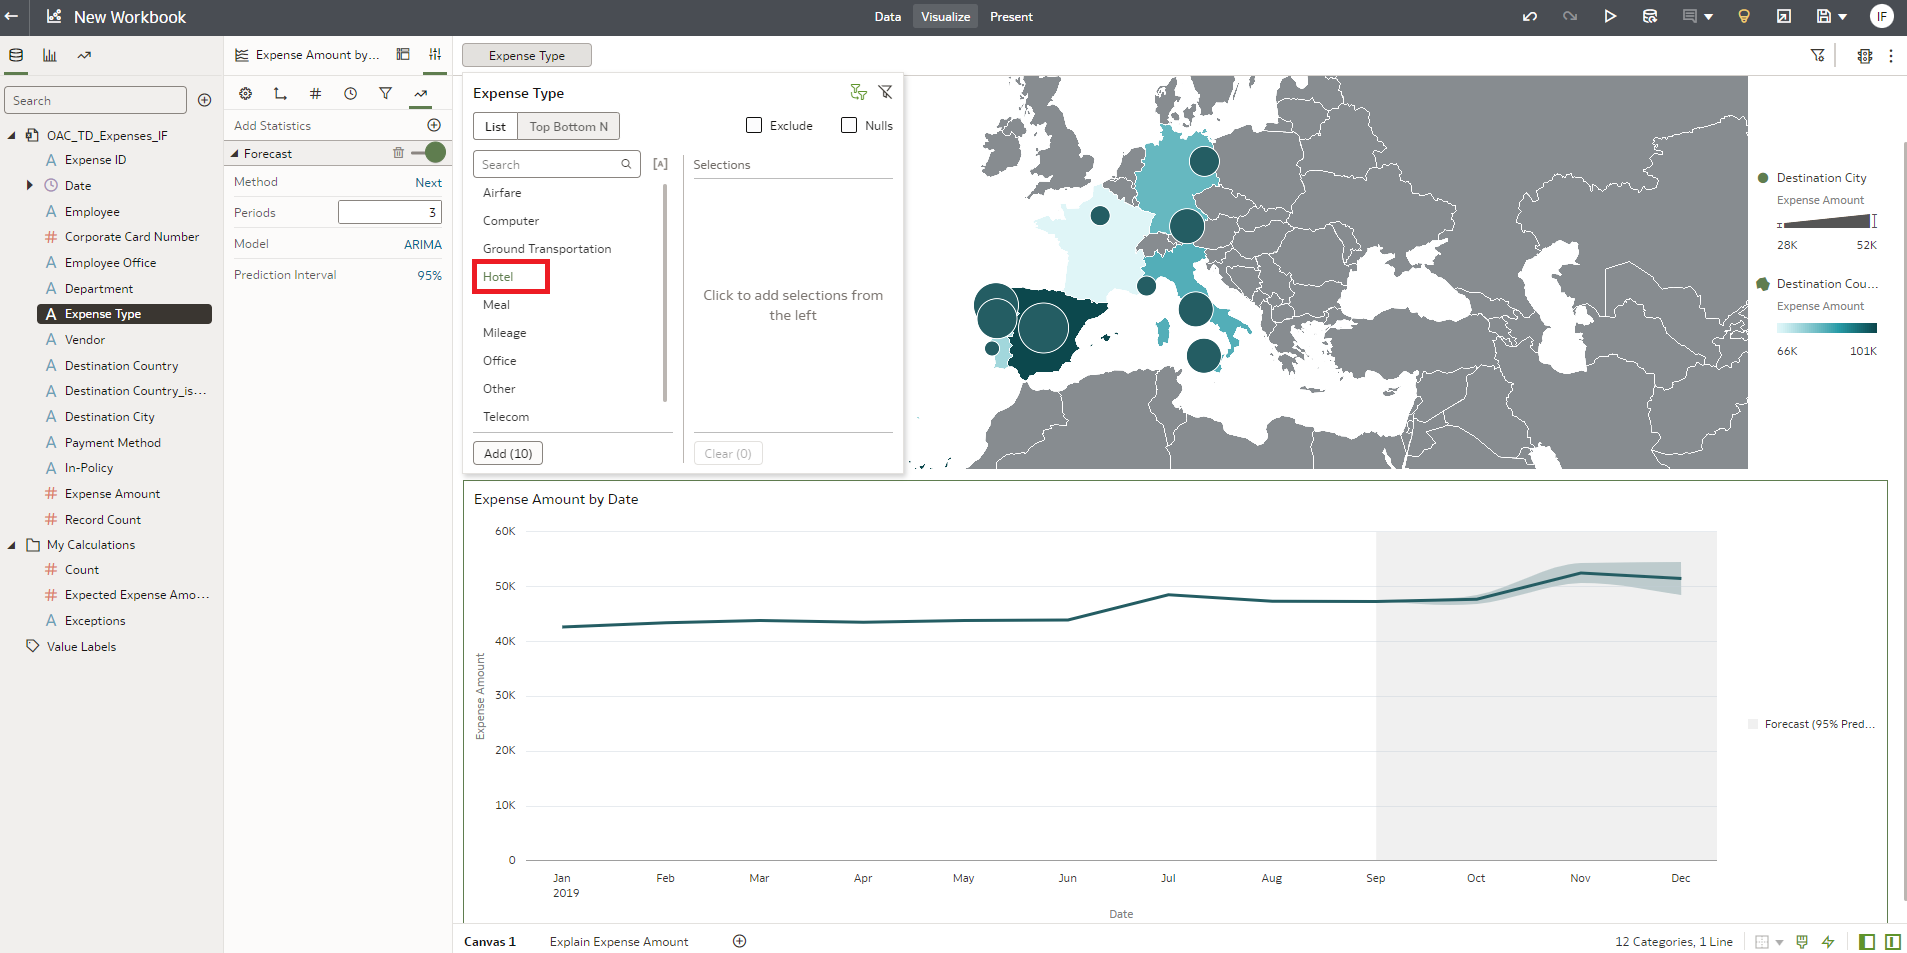 New Workbook
Data
Visualize
Present
IF
Search
OAC_TD_Expenses_IF
A Expense ID
Date
A Employee
# Corporate Card Number
A Employee Office
A Department
A Expense Type
A Vendor
A Destination Country
A Destination Country_is...
A Destination City
A Payment Method
A In-Policy
# Expense Amount
# Record Count
My Calculations
# Count
# Expected Expense Amo...
A Exceptions
Value Labels
Expense Amount by...
#
Add Statistics
Forecast
Method Next
Periods 3
Model ARIMA
Prediction Interval 95%
Expense Type
Expense Type
List
Top Bottom N
Exclude
Nulls
Search
[A]
Selections
Airfare
Computer
Ground Transportation
Hotel
Meal
Mileage
Office
Other
Telecom
Click to add selections from
the left
Add (10)
Clear (0)
Destination City
Expense Amount
28K 52K
Destination Cou...
Expense Amount
66K 101K
Expense Amount by Date
60K
50K
40K
30K
20K
10K
0
Expense Amount
Jan
2019
Feb
Mar
Apr
May
Jun
Jul
Aug
Sep
Oct
Nov
Dec
Date
Forecast (95% Pred...
Canvas 1
Explain Expense Amount
12 Categories, 1 Line